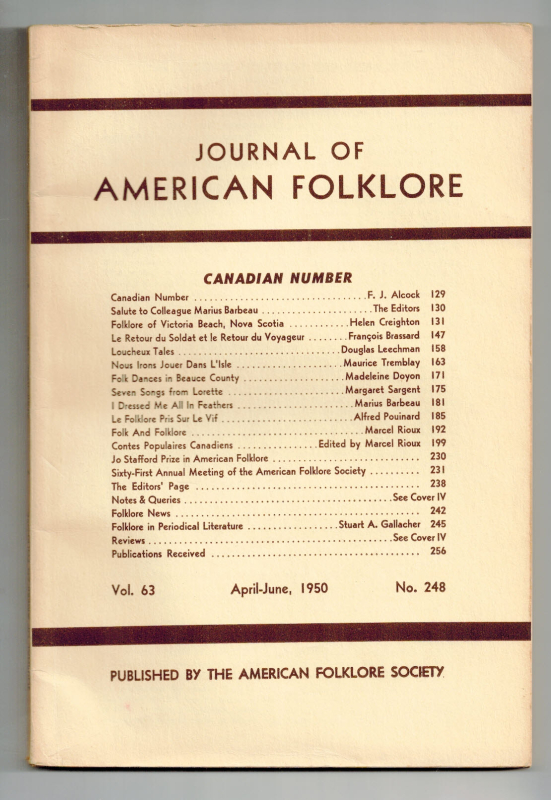 JOURNAL OF
AMERICAN FOLKLORE
CANADIAN NUMBER
Canadian Number ........................................ F. J. Alcock 129
Salute to Colleague Marius Barbeau ........................ The Editors 130
Folklore of Victoria Beach, Nova Scotia ............ Helen Creighton 131
Le Retour du Soldat et le Retour du Voyageur ........ François Brassard 147
Loucheux Tales ........................................ Douglas Leechman 158
Nous Irons Jouer Dans L'Isle ........................ Maurice Tremblay 163
Folk Dances in Beauce County ........................ Madeleine Doyon 171
Seven Songs from Lorette ........................ Margaret Sargent 175
I Dressed Me All In Feathers ........................ Marius Barbeau 181
Le Folklore Pris Sur Le Vif ........................ Alfred Pouinard 185
Folk And Folklore ........................................ Marcel Rioux 192
Contes Populaires Canadiens ................ Edited by Marcel Rioux 199
Jo Stafford Prize in American Folklore ........................ 230
Sixty-First Annual Meeting of the American Folklore Society .......... 231
The Editors' Page ........................................ 238
Notes & Queries ........................................ See Cover IV
Folklore News ........................................ 242
Folklore in Periodical Literature ................ Stuart A. Gallacher 245
Reviews ........................................ See Cover IV
Publications Received ........................................ 256
Vol. 63 April-June, 1950 No. 248
PUBLISHED BY THE AMERICAN FOLKLORE SOCIETY